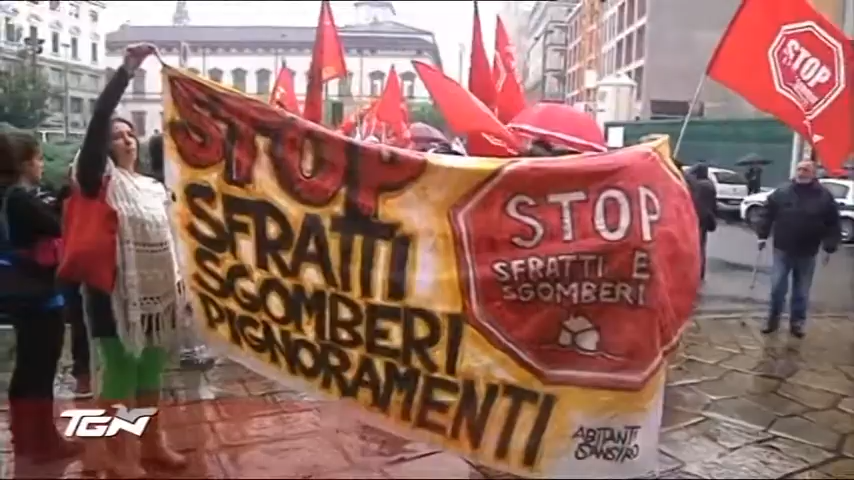 STOP
SFRATTI
SGOMBERI
PIGNORAMENTI
STOP
SFRATTI E
SGOMBERI
ABITANTI
SANSIRO
STOP
TGN